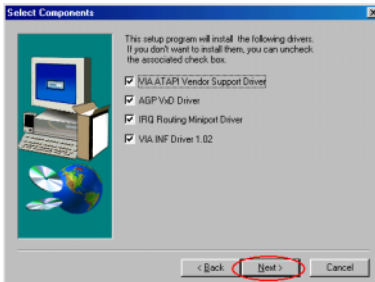 Select Components
This setup program will install the following drivers.
If you don't want to install them, you can uncheck
the associated check box.
VIA ATAPI Vendor Support Driver
AGP VxD Driver
IRQ Routing Miniport Driver
VIA INF Driver 1.02
< Back Next > Cancel